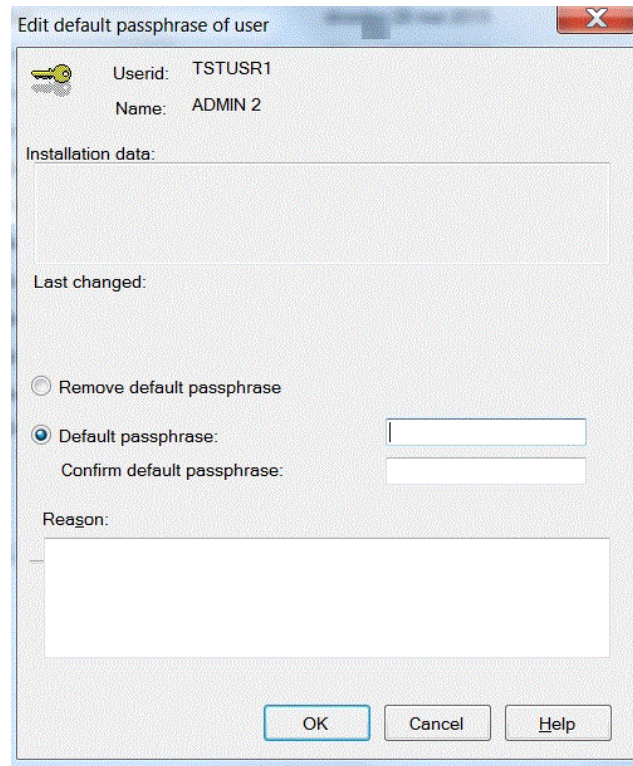 Edit default passphrase of user
Userid: TSTUSR1
Name: ADMIN 2
Installation data:
Last changed:
Remove default passphrase
Default passphrase:
Confirm default passphrase:
Reason:
OK Cancel Help